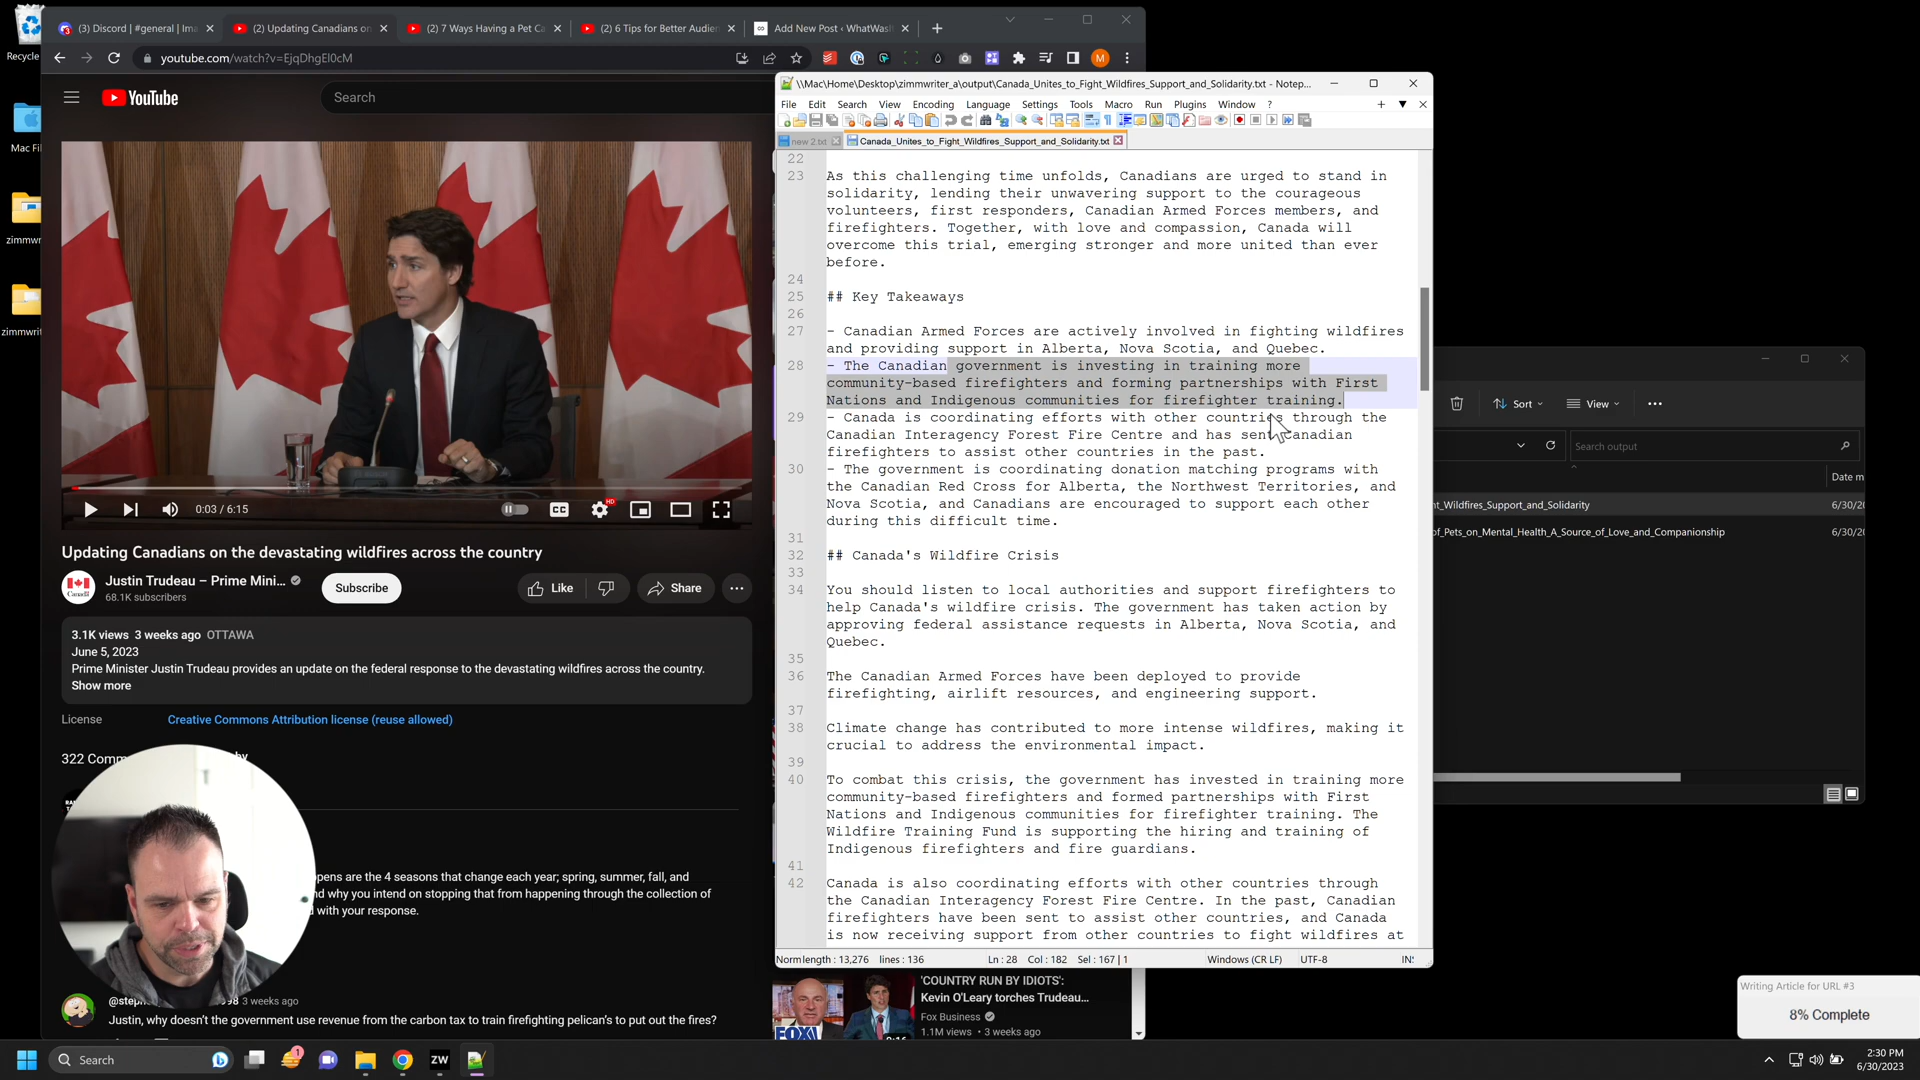 Recycle
Mac Fil
zimmwr
zimmwrit
(3) Discord | #general | Ima
(2) Updating Canadians on
(2) 7 Ways Having a Pet Ca
(2) 6 Tips for Better Audien
Add New Post ‹ WhatWasIt
youtube.com/watch?v=EjqDhgEl0cM
M
YouTube
Search
0:03 / 6:15
CC
HD
Updating Canadians on the devastating wildfires across the country
Justin Trudeau – Prime Mini...
68.1K subscribers
Subscribe
Like
Share
3.1K views 3 weeks ago OTTAWA
June 5, 2023
Prime Minister Justin Trudeau provides an update on the federal response to the devastating wildfires across the country.
Show more
License
Creative Commons Attribution license (reuse allowed)
322 Comm
by
ppens are the 4 seasons that change each year; spring, summer, fall, and
nd why you intend on stopping that from happening through the collection of
d with your response.
3 weeks ago
Justin, why doesn't the government use revenue from the carbon tax to train firefighting pelican's to put out the fires?
\\Mac\Home\Desktop\zimmwriter_a\output\Canada_Unites_to_Fight_Wildfires_Support_and_Solidarity.txt - Notep...
File Edit Search View Encoding Language Settings Tools Macro Run Plugins Window ?
new 2.txt
Canada_Unites_to_Fight_Wildfires_Support_and_Solidarity.txt
22
23 As this challenging time unfolds, Canadians are urged to stand in
solidarity, lending their unwavering support to the courageous
volunteers, first responders, Canadian Armed Forces members, and
firefighters. Together, with love and compassion, Canada will
overcome this trial, emerging stronger and more united than ever
before.
24
25 ## Key Takeaways
26
27 - Canadian Armed Forces are actively involved in fighting wildfires
and providing support in Alberta, Nova Scotia, and Quebec.
28 - The Canadian government is investing in training more
community-based firefighters and forming partnerships with First
Nations and Indigenous communities for firefighter training.
29 - Canada is coordinating efforts with other countries through the
Canadian Interagency Forest Fire Centre and has sent Canadian
firefighters to assist other countries in the past.
30 - The government is coordinating donation matching programs with
the Canadian Red Cross for Alberta, the Northwest Territories, and
Nova Scotia, and Canadians are encouraged to support each other
during this difficult time.
31
32 ## Canada's Wildfire Crisis
33
34 You should listen to local authorities and support firefighters to
help Canada's wildfire crisis. The government has taken action by
approving federal assistance requests in Alberta, Nova Scotia, and
Quebec.
35
36 The Canadian Armed Forces have been deployed to provide
firefighting, airlift resources, and engineering support.
37
38 Climate change has contributed to more intense wildfires, making it
crucial to address the environmental impact.
39
40 To combat this crisis, the government has invested in training more
community-based firefighters and formed partnerships with First
Nations and Indigenous communities for firefighter training. The
Wildfire Training Fund is supporting the hiring and training of
Indigenous firefighters and fire guardians.
41
42 Canada is also coordinating efforts with other countries through
the Canadian Interagency Forest Fire Centre. In the past, Canadian
firefighters have been sent to assist other countries, and Canada
is now receiving support from other countries to fight wildfires at
Norm length : 13,276 lines : 136 Ln : 28 Col : 182 Sel : 167 | 1 Windows (CR LF) UTF-8 IN
'COUNTRY RUN BY IDIOTS':
Kevin O'Leary torches Trudeau...
Fox Business
1.1M views • 3 weeks ago
FOX
Sort
View
Search output
Date m
t_Wildfires_Support_and_Solidarity 6/30/20
of_Pets_on_Mental_Health_A_Source_of_Love_and_Companionship 6/30/20
Writing Article for URL #3
8% Complete
Search
1
ZW
2:30 PM
6/30/2023